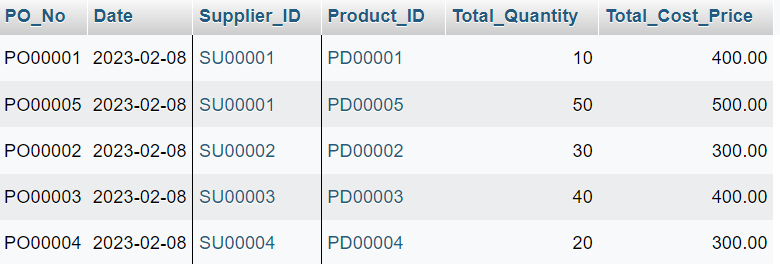 PO_No Date Supplier_ID Product_ID Total_Quantity Total_Cost_Price
PO00001 2023-02-08 SU00001 PD00001 10 400.00
PO00005 2023-02-08 SU00001 PD00005 50 500.00
PO00002 2023-02-08 SU00002 PD00002 30 300.00
PO00003 2023-02-08 SU00003 PD00003 40 400.00
PO00004 2023-02-08 SU00004 PD00004 20 300.00